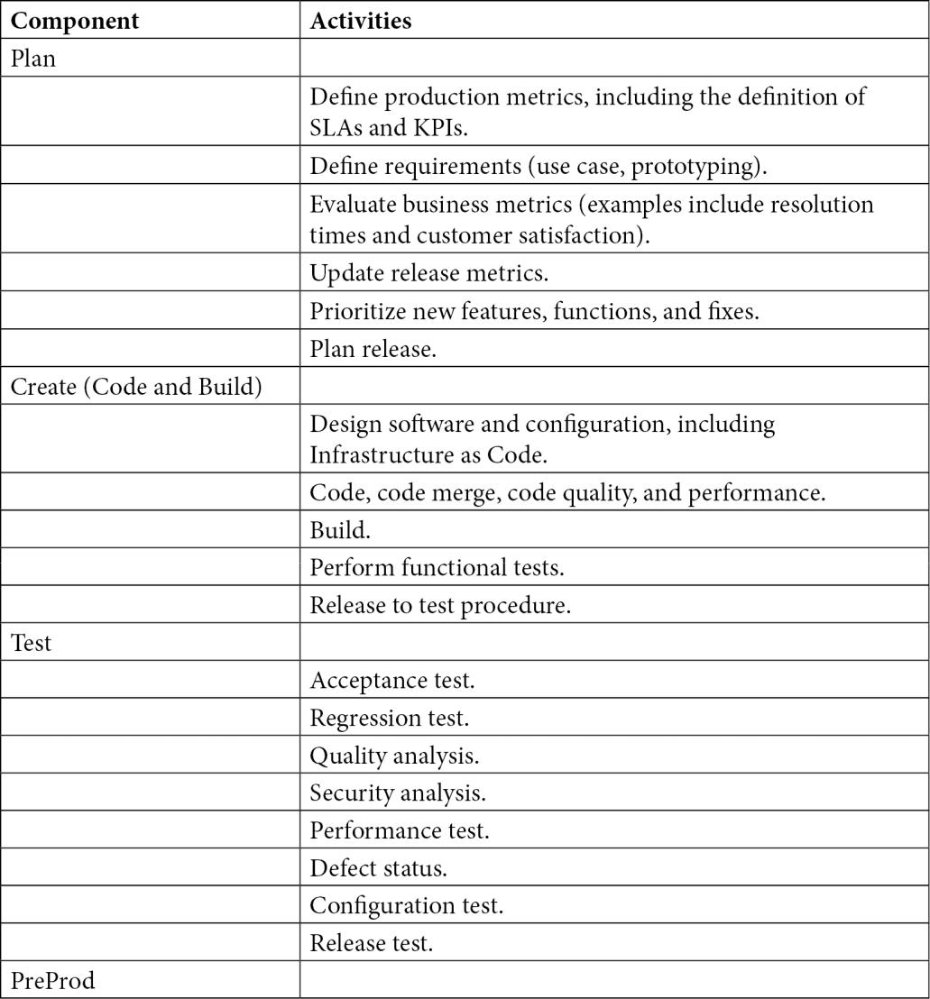 Component Activities
Plan
Define production metrics, including the definition of
SLAs and KPIs.
Define requirements (use case, prototyping).
Evaluate business metrics (examples include resolution
times and customer satisfaction).
Update release metrics.
Prioritize new features, functions, and fixes.
Plan release.
Create (Code and Build)
Design software and configuration, including
Infrastructure as Code.
Code, code merge, code quality, and performance.
Build.
Perform functional tests.
Release to test procedure.
Test
Acceptance test.
Regression test.
Quality analysis.
Security analysis.
Performance test.
Defect status.
Configuration test.
Release test.
PreProd